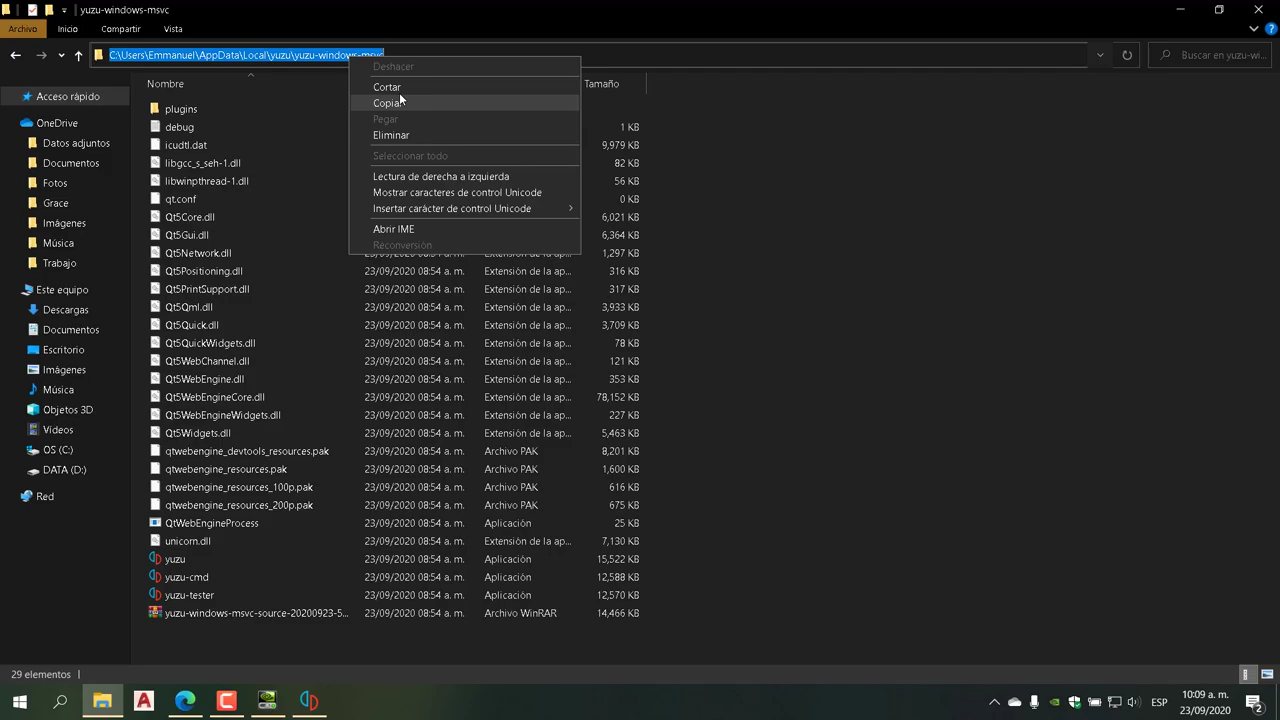 yuzu-windows-msvc
Archivo Inicio Compartir Vista
C:\Users\Emmanuel\AppData\Local\yuzu\yuzu-windows-msvc
Buscar en yuzu-wi...
Deshacer
Cortar
Copiar
Pegar
Eliminar
Seleccionar todo
Lectura de derecha a izquierda
Mostrar caracteres de control Unicode
Insertar carácter de control Unicode
Abrir IME
Reconversión
Acceso rápido
OneDrive
Datos adjuntos
Documentos
Fotos
Grace
Imágenes
Música
Trabajo
Este equipo
Descargas
Documentos
Escritorio
Imágenes
Música
Objetos 3D
Vídeos
OS (C:)
DATA (D:)
Red
Nombre Tamaño
plugins
debug 1 KB
icudtl.dat 9,979 KB
libgcc_s_seh-1.dll 82 KB
libwinpthread-1.dll 56 KB
qt.conf 0 KB
Qt5Core.dll 6,021 KB
Qt5Gui.dll 6,364 KB
Qt5Network.dll 23/09/2020 08:54 a. m. Extensión de la ap... 1,297 KB
Qt5Positioning.dll 23/09/2020 08:54 a. m. Extensión de la ap... 316 KB
Qt5PrintSupport.dll 23/09/2020 08:54 a. m. Extensión de la ap... 317 KB
Qt5Qml.dll 23/09/2020 08:54 a. m. Extensión de la ap... 3,933 KB
Qt5Quick.dll 23/09/2020 08:54 a. m. Extensión de la ap... 3,709 KB
Qt5QuickWidgets.dll 23/09/2020 08:54 a. m. Extensión de la ap... 78 KB
Qt5WebChannel.dll 23/09/2020 08:54 a. m. Extensión de la ap... 121 KB
Qt5WebEngine.dll 23/09/2020 08:54 a. m. Extensión de la ap... 353 KB
Qt5WebEngineCore.dll 23/09/2020 08:54 a. m. Extensión de la ap... 78,152 KB
Qt5WebEngineWidgets.dll 23/09/2020 08:54 a. m. Extensión de la ap... 227 KB
Qt5Widgets.dll 23/09/2020 08:54 a. m. Extensión de la ap... 5,463 KB
qtwebengine_devtools_resources.pak 23/09/2020 08:54 a. m. Archivo PAK 8,201 KB
qtwebengine_resources.pak 23/09/2020 08:54 a. m. Archivo PAK 1,600 KB
qtwebengine_resources_100p.pak 23/09/2020 08:54 a. m. Archivo PAK 616 KB
qtwebengine_resources_200p.pak 23/09/2020 08:54 a. m. Archivo PAK 675 KB
QtWebEngineProcess 23/09/2020 08:54 a. m. Aplicación 25 KB
unicorn.dll 23/09/2020 08:54 a. m. Extensión de la ap... 7,130 KB
yuzu 23/09/2020 08:54 a. m. Aplicación 15,522 KB
yuzu-cmd 23/09/2020 08:54 a. m. Aplicación 12,588 KB
yuzu-tester 23/09/2020 08:54 a. m. Aplicación 12,570 KB
yuzu-windows-msvc-source-20200923-5... 23/09/2020 08:54 a. m. Archivo WinRAR 14,466 KB
29 elementos
ESP
10:09 a. m.
23/09/2020
2